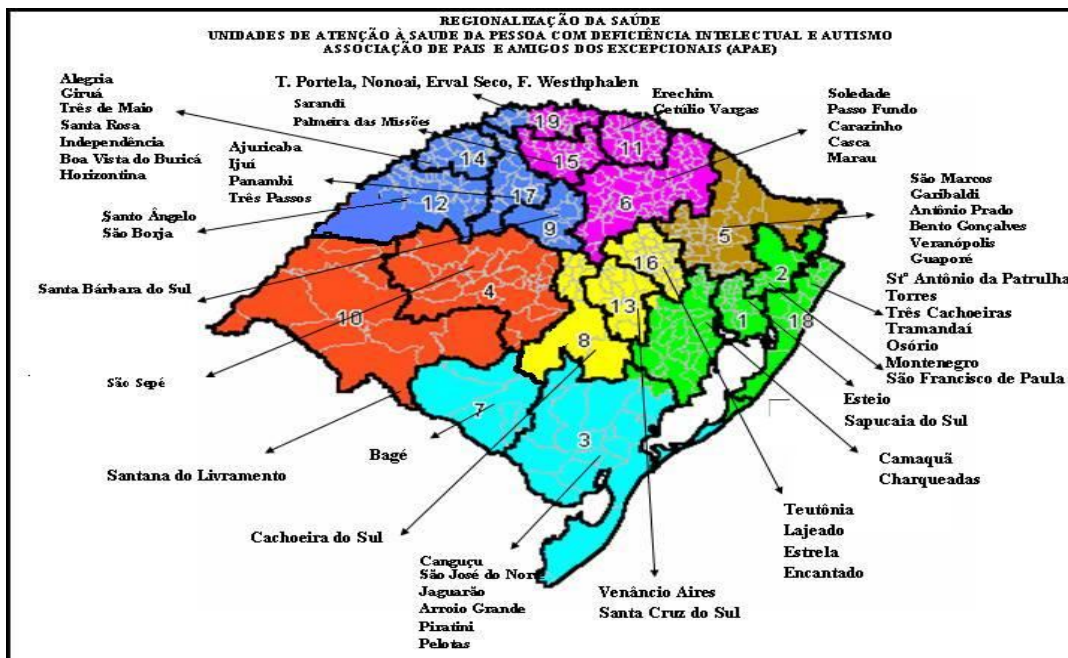 REGIONALIZAÇÃO DA SAÚDE
UNIDADES DE ATENÇÃO À SAUDE DA PESSOA COM DEFICIÊNCIA INTELECTUAL E AUTISMO
ASSOCIAÇÃO DE PAIS E AMIGOS DOS EXCEPCIONAIS (APAE)
Alegria
Giruá
Três de Maio
Santa Rosa
Independência
Boa Vista do Buricá
Horizontina
T. Portela, Nonoai, Erval Seco, F. Westhphalen
Sarandi
Palmeira das Missões
Erechim
Getúlio Vargas
Soledade
Passo Fundo
Carazinho
Casca
Marau
Ajuricaba
Ijuí
Panambi
Três Passos
Santo Ângelo
São Borja
São Marcos
Garibaldi
Antônio Prado
Bento Gonçalves
Veranópolis
Guaporé
Santa Bárbara do Sul
Stº Antônio da Patrulha
Torres
Três Cachoeiras
Tramandaí
Osório
Montenegro
São Francisco de Paula
Esteio
Sapucaia do Sul
São Sepé
Camaquã
Charqueadas
Santana do Livramento
Bagé
Cachoeira do Sul
Teutônia
Lajeado
Estrela
Encantado
Canguçu
São José do Norte
Jaguarão
Arroio Grande
Piratini
Pelotas
Venâncio Aires
Santa Cruz do Sul
19
14
15
11
17
12
6
9
5
16
2
4
13
10
1
18
8
7
3